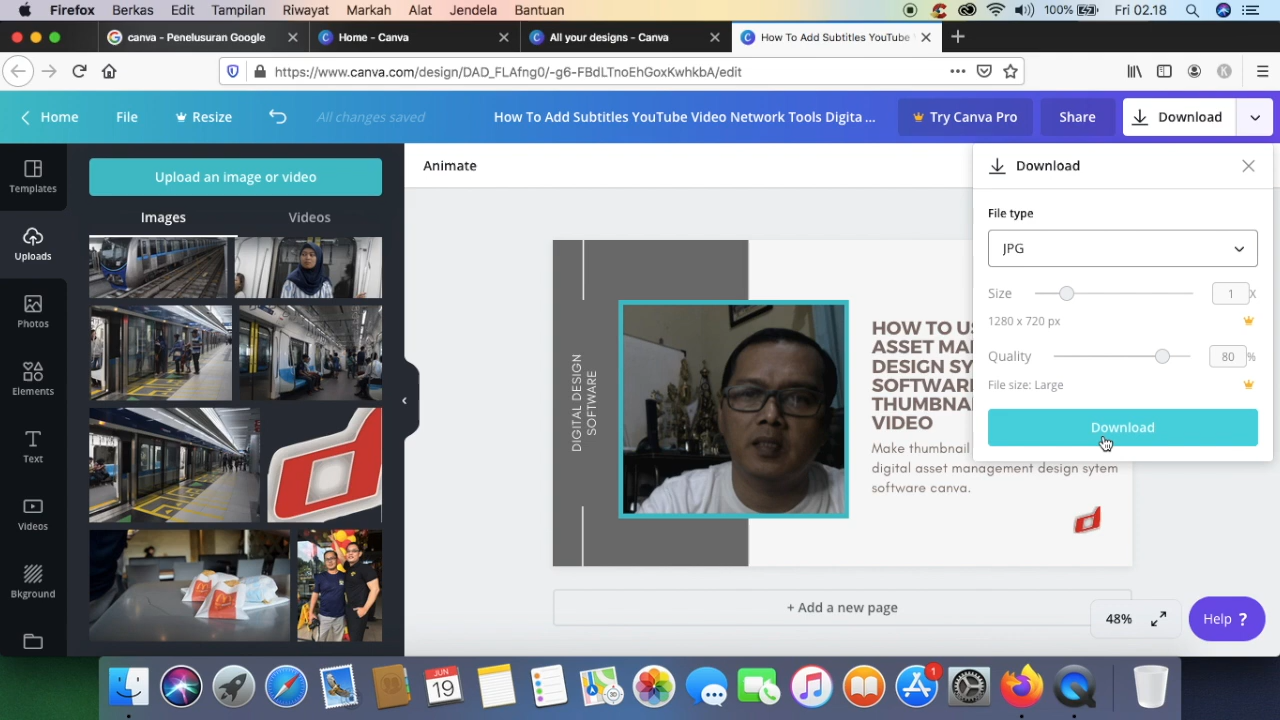 Firefox Berkas Edit Tampilan Riwayat Markah Alat Jendela Bantuan 100% Fri 02.18
canva - Penelusuran Google Home - Canva All your designs - Canva How To Add Subtitles YouTube
https://www.canva.com/design/DAD_FLAfng0/-g6-FBdLTnoEhGoxKwhkbA/edit
K
Home File Resize All changes saved How To Add Subtitles YouTube Video Network Tools Digita ... Try Canva Pro Share Download
Templates
Uploads
Photos
Elements
Text
Videos
Bkground
Upload an image or video
Images Videos
Animate
DIGITAL DESIGN
SOFTWARE
HOW TO US
ASSET MA
DESIGN SY
SOFTWARE
THUMBNA
VIDEO
Make thumbnail
digital asset management design sytem
software canva.
+ Add a new page
Download
File type
JPG
Size 1 X
1280 x 720 px
Quality 80 %
File size: Large
Download
48%
Help ?
JUN
19
1